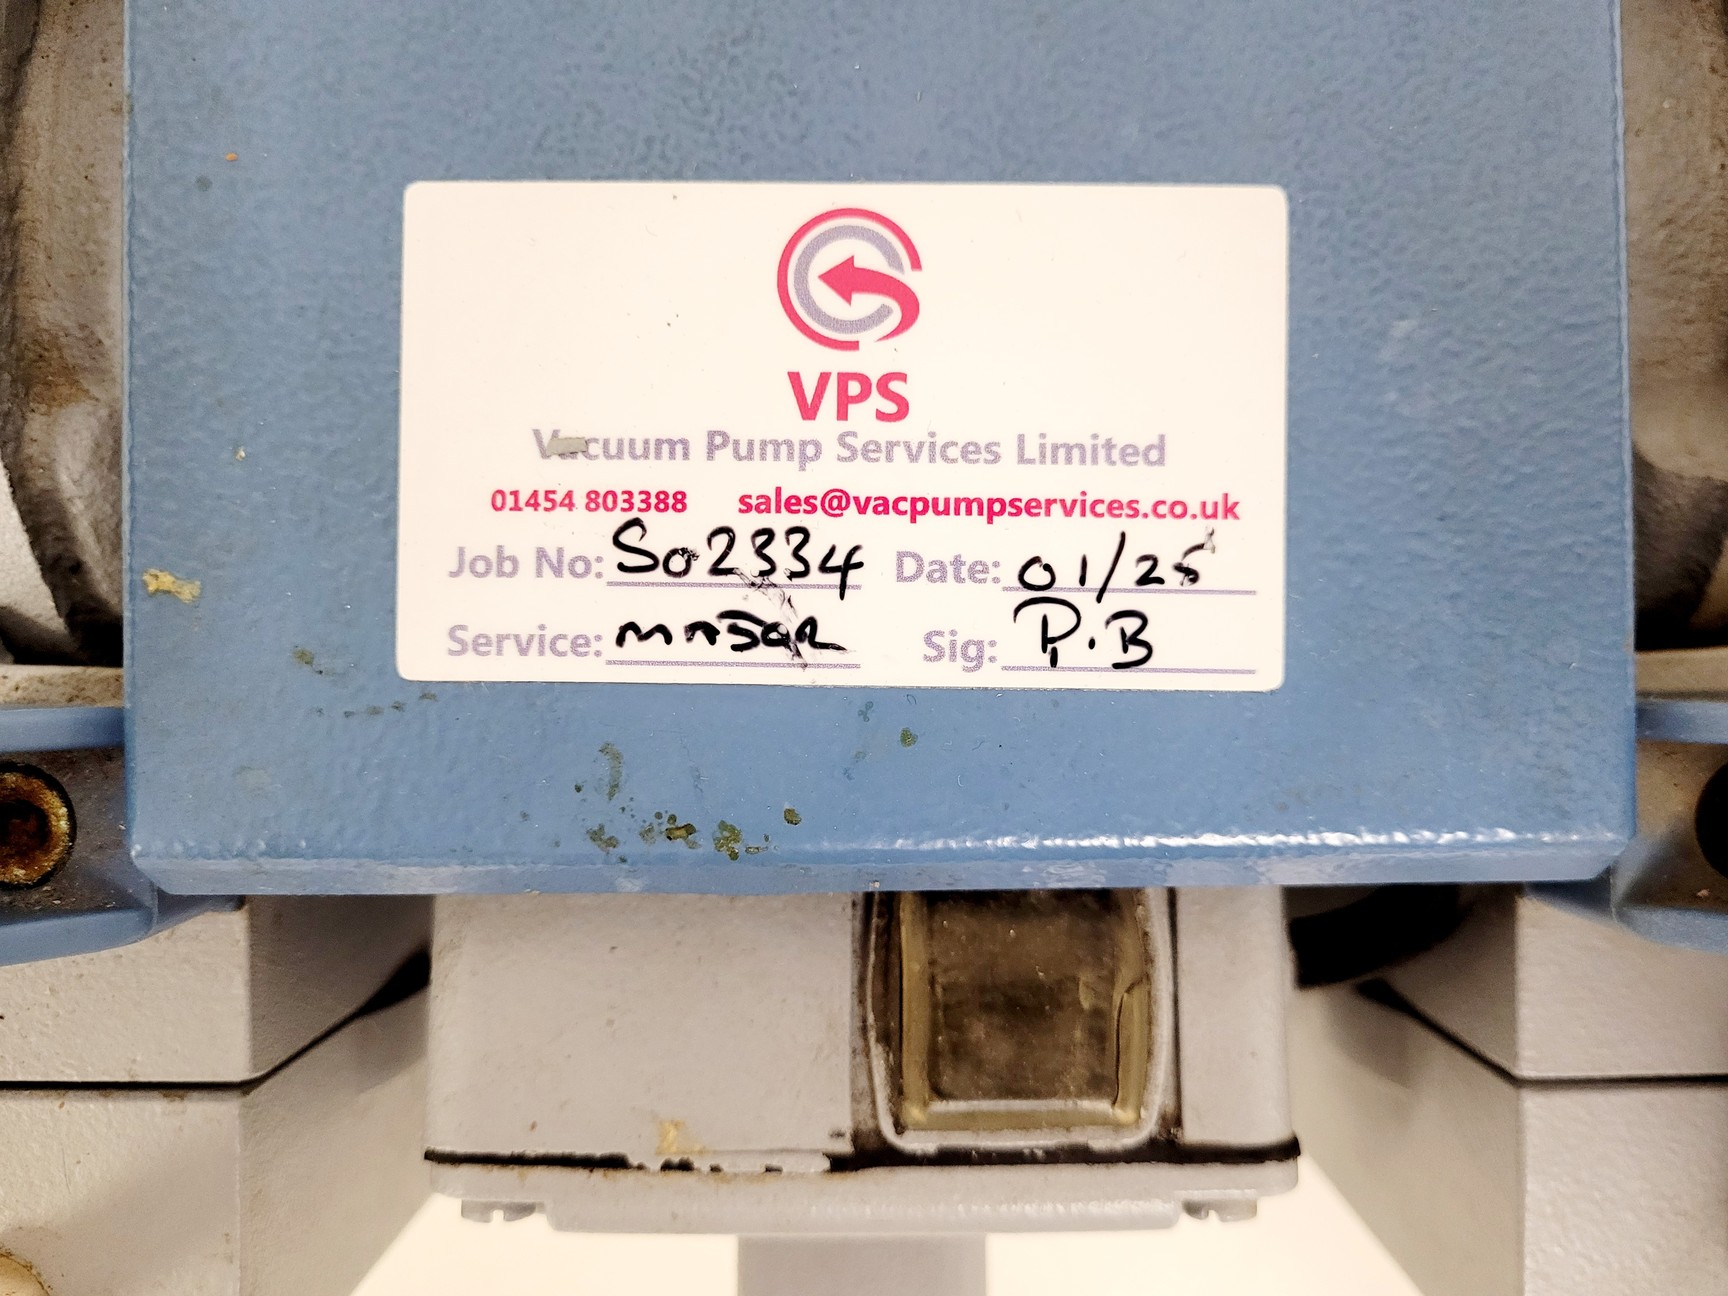 VPS
Vacuum Pump Services Limited
01454 803388 sales@vacpumpservices.co.uk
Job No: So2334 Date: 01/25
Service: MAJOR Sig: P.B